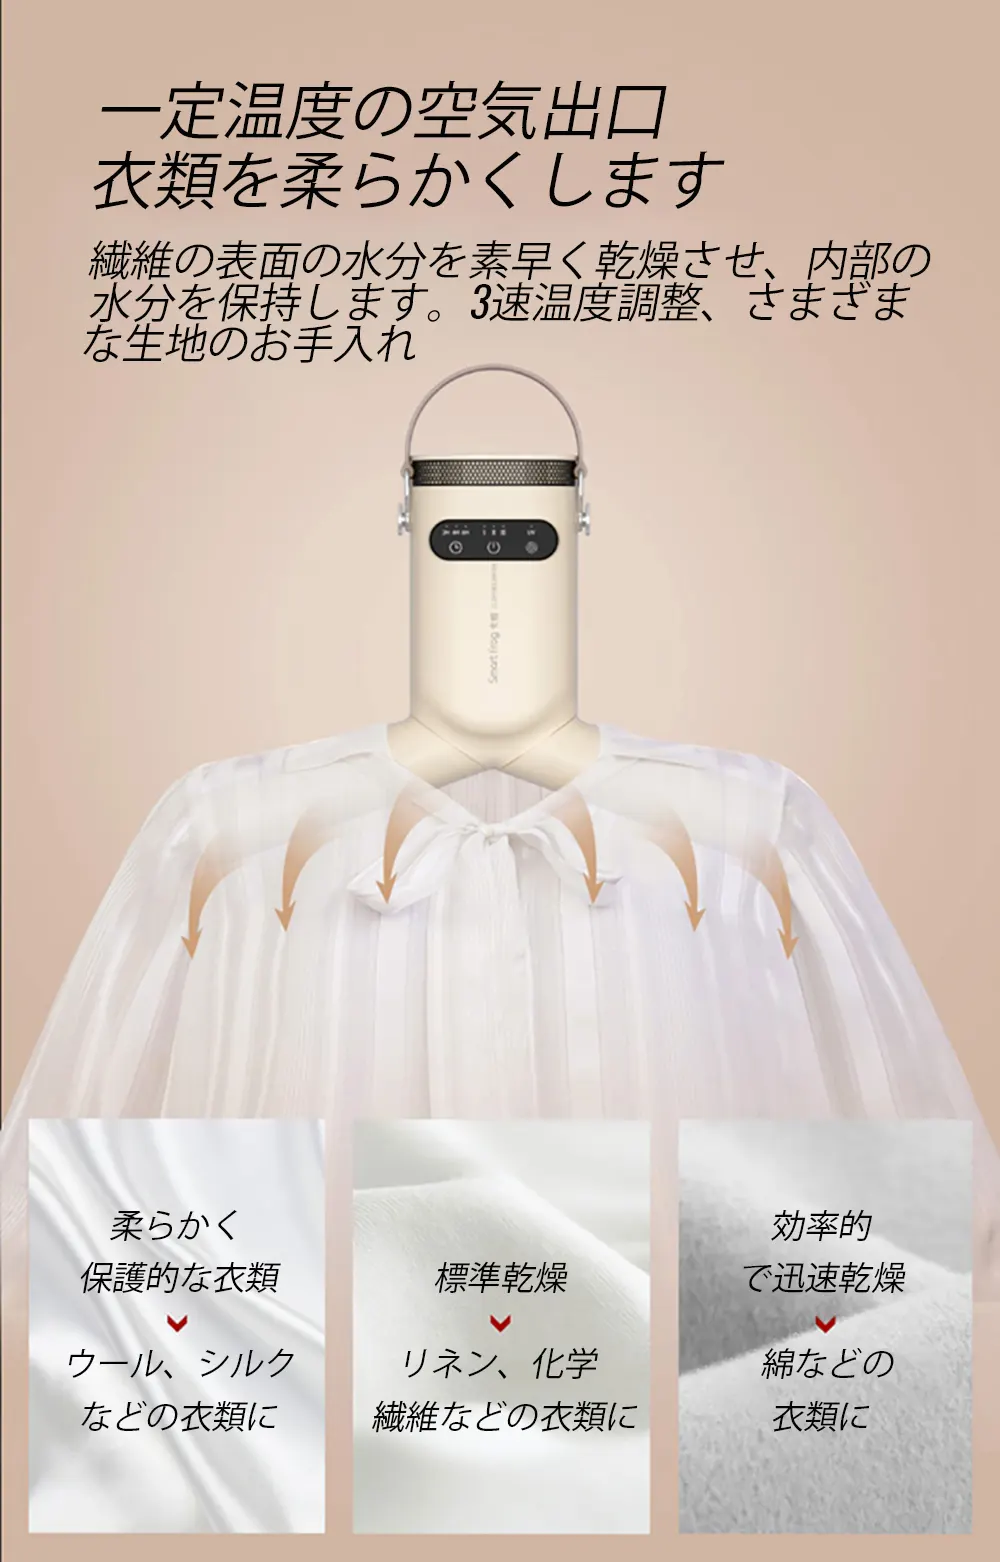 一定温度の空気出口
衣類を柔らかくします
繊維の表面の水分を素早く乾燥させ、内部の
水分を保持します。3速温度調整、さまざま
な生地のお手入れ
UV
Smart Frog
柔らかく
保護的な衣類
ウール、シルク
などの衣類に
標準乾燥
リネン、化学
繊維などの衣類に
効率的
で迅速乾燥
綿などの
衣類に